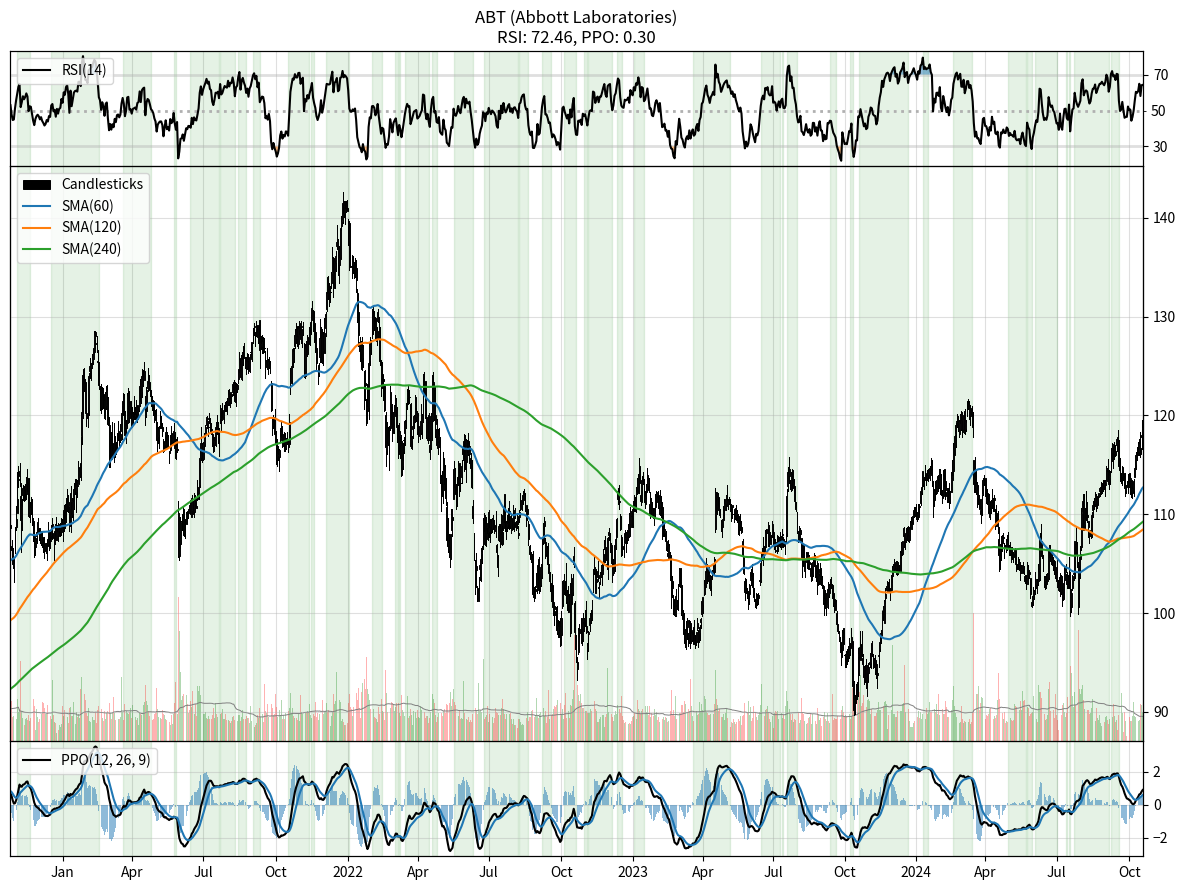 ABT (Abbott Laboratories)
RSI: 72.46, PPO: 0.30
RSI(14)
70
50
30
Candlesticks
SMA(60)
SMA(120)
SMA(240)
140
130
120
110
100
90
PPO(12, 26, 9)
2
0
−2
Jan Apr Jul Oct 2022 Apr Jul Oct 2023 Apr Jul Oct 2024 Apr Jul Oct